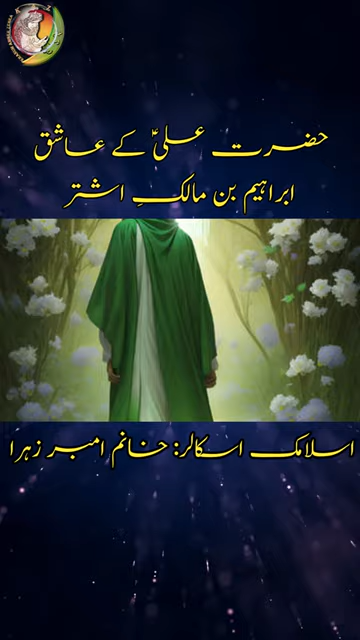 حضرت علیؑ کے عاشق
ابراہیم بن مالکِ اشتر
اسلامک اسکالر: خانم امبر زہرا